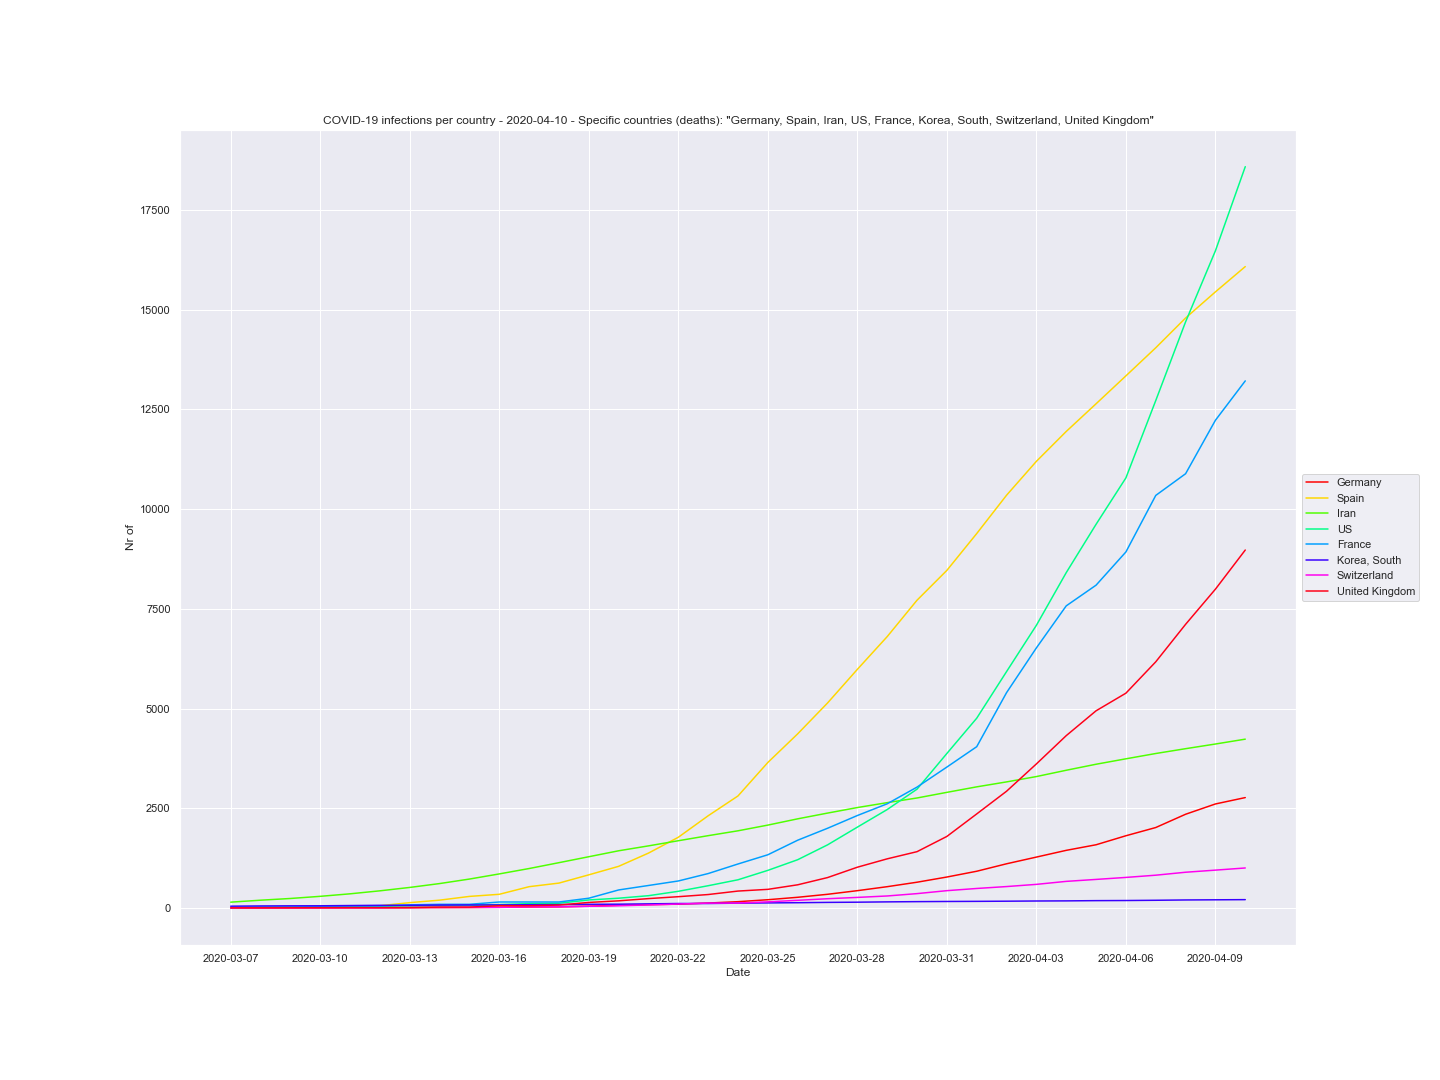 COVID-19 infections per country - 2020-04-10 - Specific countries (deaths): "Germany, Spain, Iran, US, France, Korea, South, Switzerland, United Kingdom"
17500
15000
12500
10000
7500
5000
2500
0
Nr of
2020-03-07 2020-03-10 2020-03-13 2020-03-16 2020-03-19 2020-03-22 2020-03-25 2020-03-28 2020-03-31 2020-04-03 2020-04-06 2020-04-09
Date
Germany
Spain
Iran
US
France
Korea, South
Switzerland
United Kingdom